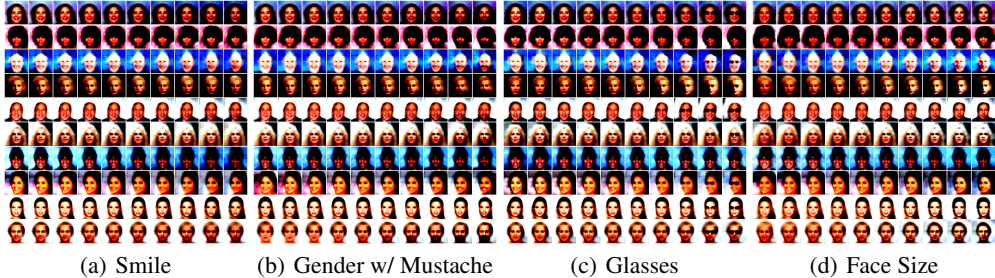 (a) Smile
(b) Gender w/ Mustache
(c) Glasses
(d) Face Size